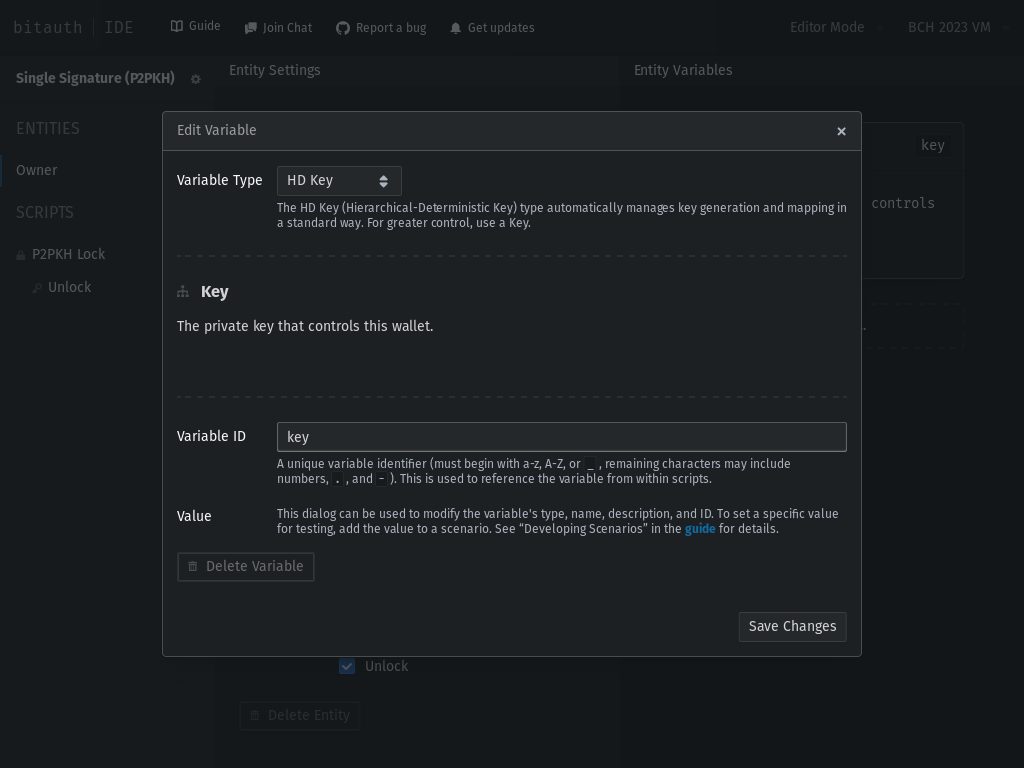 bitauth | IDE
Guide
Join Chat
Report a bug
Get updates
Editor Mode
BCH 2023 VM
Single Signature (P2PKH)
Entity Settings
Entity Variables
ENTITIES
Owner
SCRIPTS
P2PKH Lock
Unlock
key
controls
Edit Variable
Variable Type
HD Key
The HD Key (Hierarchical-Deterministic Key) type automatically manages key generation and mapping in
a standard way. For greater control, use a Key.
Key
The private key that controls this wallet.
Variable ID
key
A unique variable identifier (must begin with a-z, A-Z, or _ , remaining characters may include
numbers, . , and - ). This is used to reference the variable from within scripts.
Value
This dialog can be used to modify the variable's type, name, description, and ID. To set a specific value
for testing, add the value to a scenario. See “Developing Scenarios” in the guide for details.
Delete Variable
Save Changes
Unlock
Delete Entity